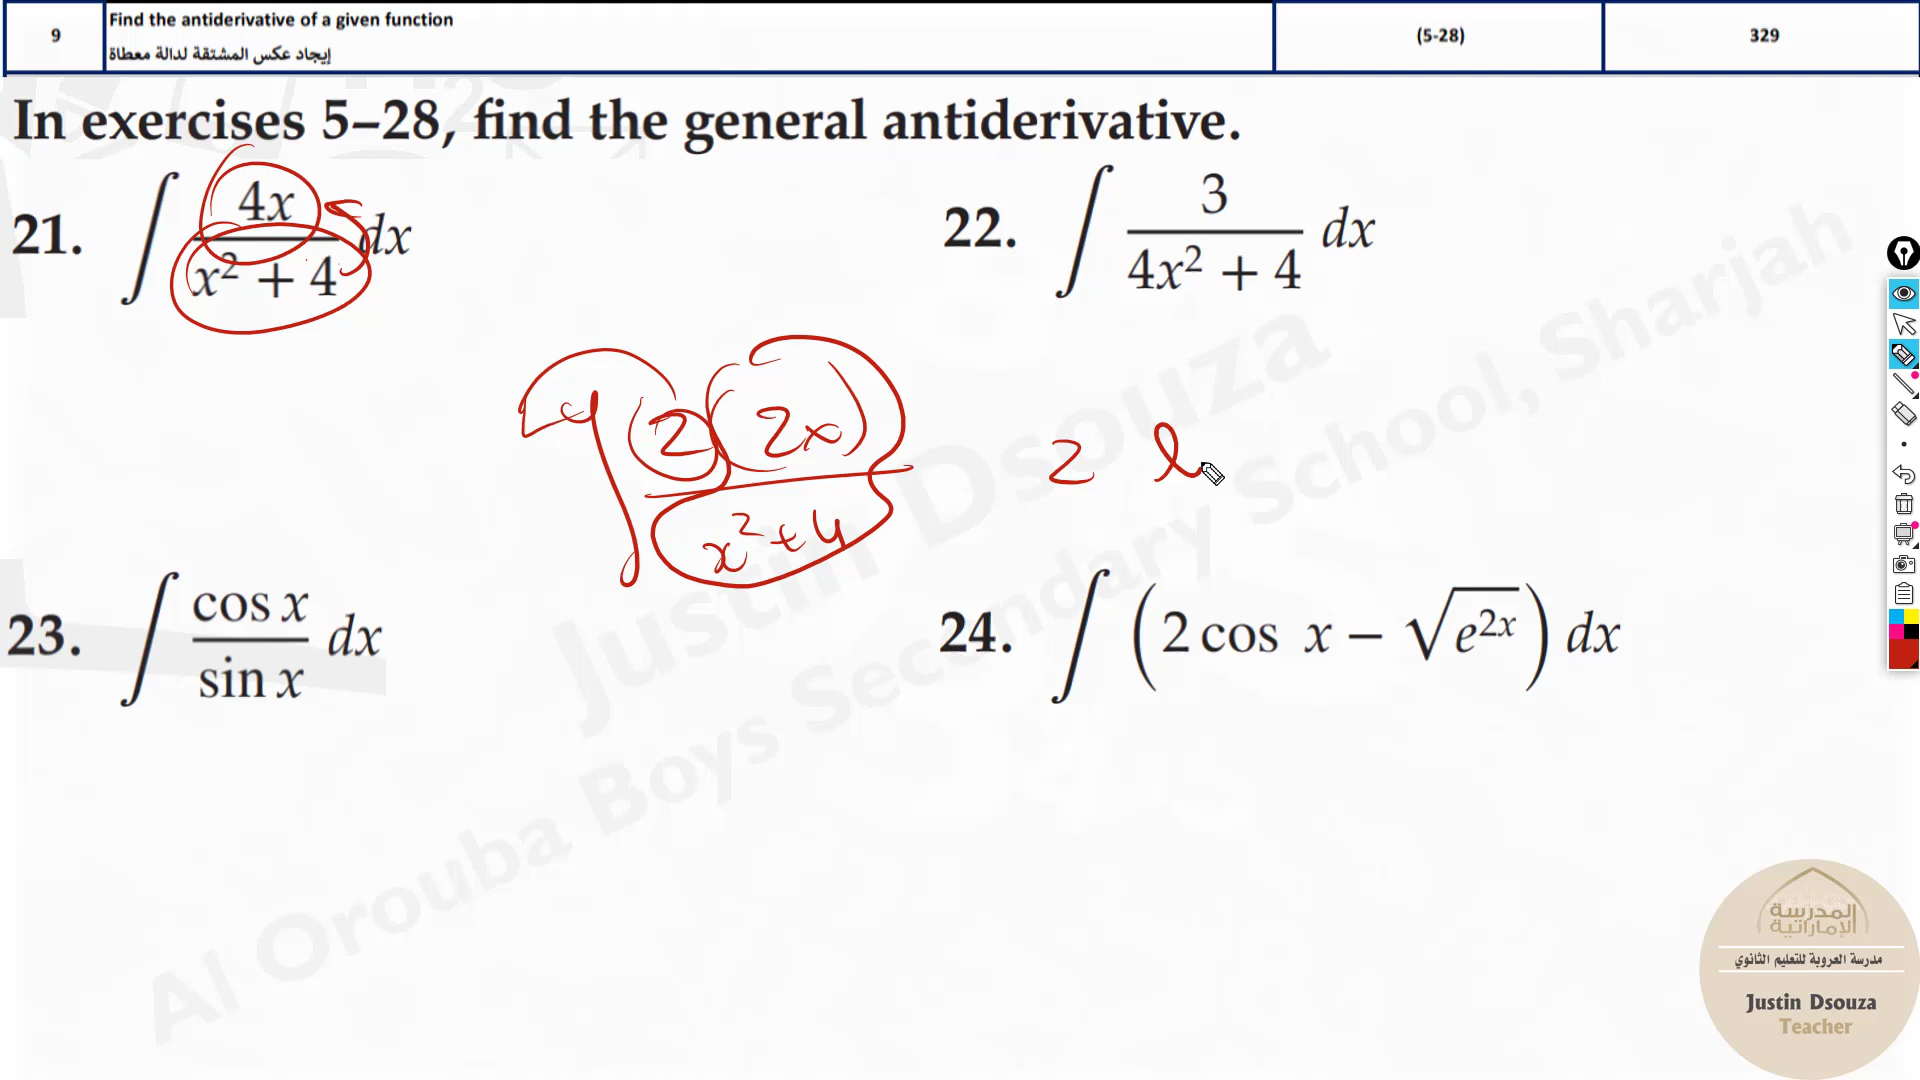 9 Find the antiderivative of a given function (5-28) 329
إيجاد عكس المشتقة لدالة معطاة
In exercises 5–28, find the general antiderivative.
21. ∫ 4x / (x² + 4) dx
22. ∫ 3 / (4x² + 4) dx
2 (2x)
x² + 4
2 l
23. ∫ cos x / sin x dx
24. ∫ (2 cos x − √e²ˣ) dx
Justin Dsouza
Al Orouba Boys Secondary School, Sharjah
المدرسة
الإماراتية
مدرسة العروبة للتعليم الثانوي
Justin Dsouza
Teacher